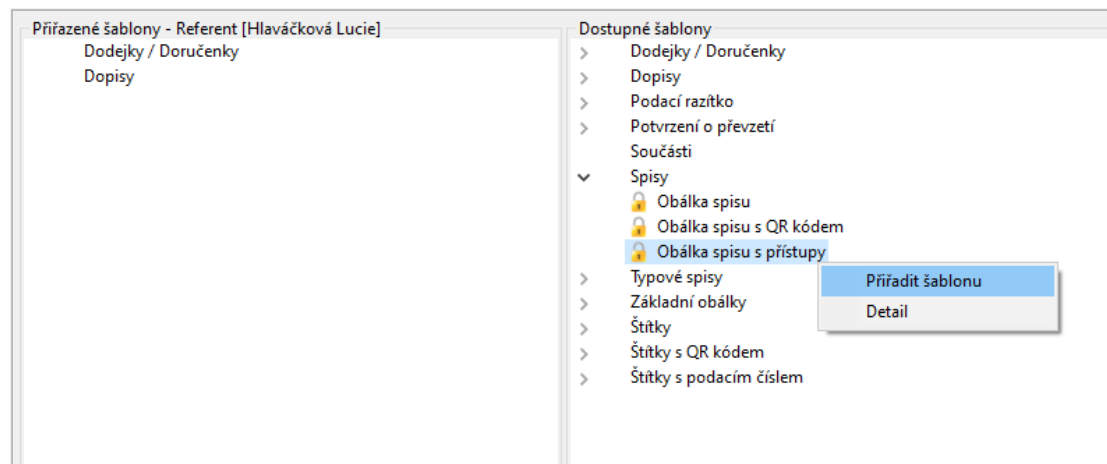 Přiřazené šablony - Referent [Hlaváčková Lucie]
Dodejky / Doručenky
Dopisy
Dostupné šablony
Dodejky / Doručenky
Dopisy
Podací razítko
Potvrzení o převzetí
Součásti
Spisy
Obálka spisu
Obálka spisu s QR kódem
Obálka spisu s přístupy
Typové spisy
Základní obálky
Štítky
Štítky s QR kódem
Štítky s podacím číslem
Přiřadit šablonu
Detail